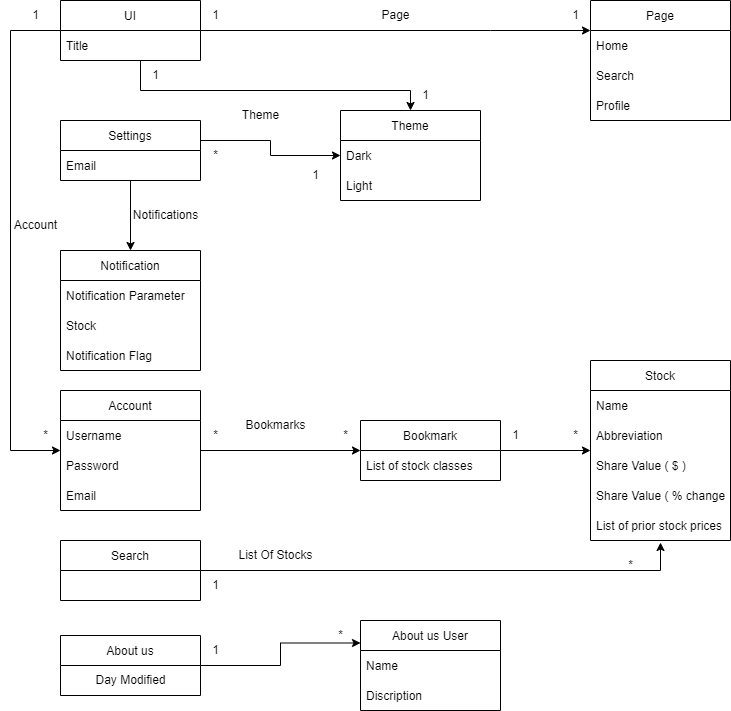 1
UI
1
Page
1
Page
Title
Home
Search
Profile
1
1
Theme
Theme
Settings
*
Dark
Email
1
Light
Notifications
Account
Notification
Notification Parameter
Stock
Notification Flag
Stock
Account
Name
Bookmarks
*
Username
*
*
Bookmark
1
*
Abbreviation
Password
List of stock classes
Share Value ( $ )
Email
Share Value ( % change
List of prior stock prices
Search
List Of Stocks
*
1
About us
1
*
About us User
Name
Day Modified
Discription